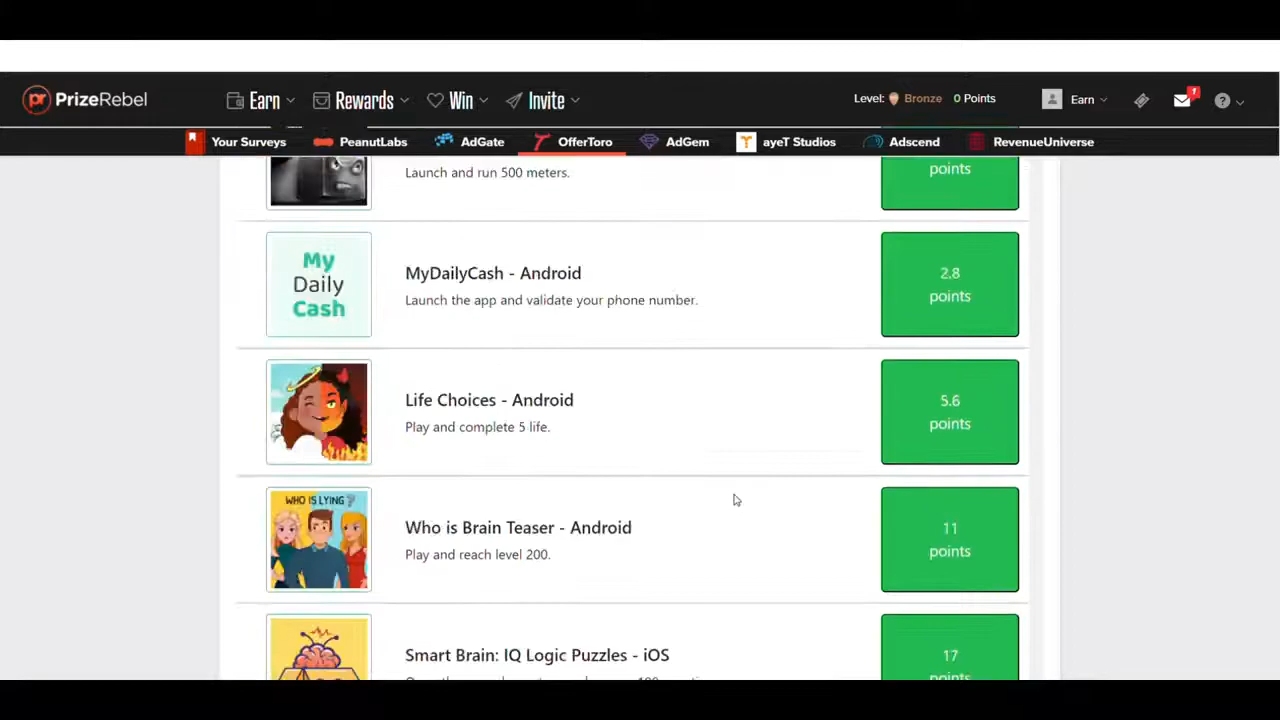 PrizeRebel
Earn
Rewards
Win
Invite
Level: Bronze 0 Points
Earn
1
?
Your Surveys
PeanutLabs
AdGate
OfferToro
AdGem
ayeT Studios
Adscend
RevenueUniverse
Launch and run 500 meters.
points
My
Daily
Cash
MyDailyCash - Android
Launch the app and validate your phone number.
2.8
points
Life Choices - Android
Play and complete 5 life.
5.6
points
WHO IS LYING?
Who is Brain Teaser - Android
Play and reach level 200.
11
points
Smart Brain: IQ Logic Puzzles - iOS
17
points